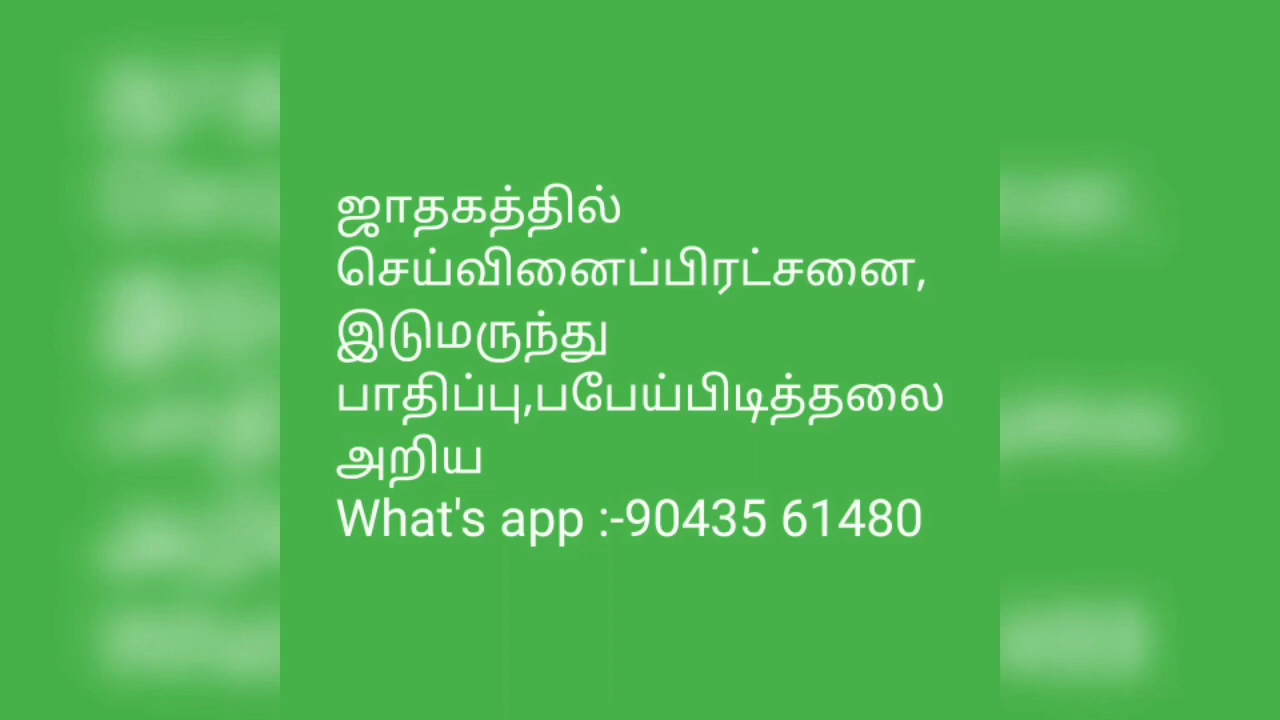 ஜாதகத்தில்
செய்வினைப்பிரட்சனை,
இடுமருந்து
பாதிப்பு,பபேய்பிடித்தலை
அறிய
What's app :-90435 61480